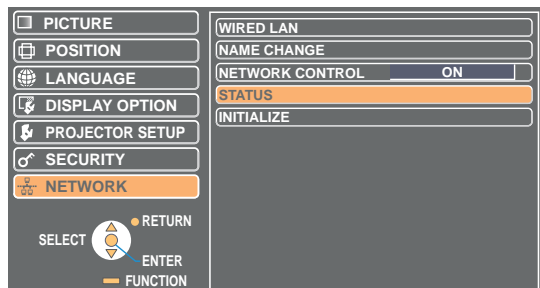 PICTURE
POSITION
LANGUAGE
DISPLAY OPTION
PROJECTOR SETUP
SECURITY
NETWORK
RETURN
SELECT
ENTER
FUNCTION
WIRED LAN
NAME CHANGE
NETWORK CONTROL ON
STATUS
INITIALIZE